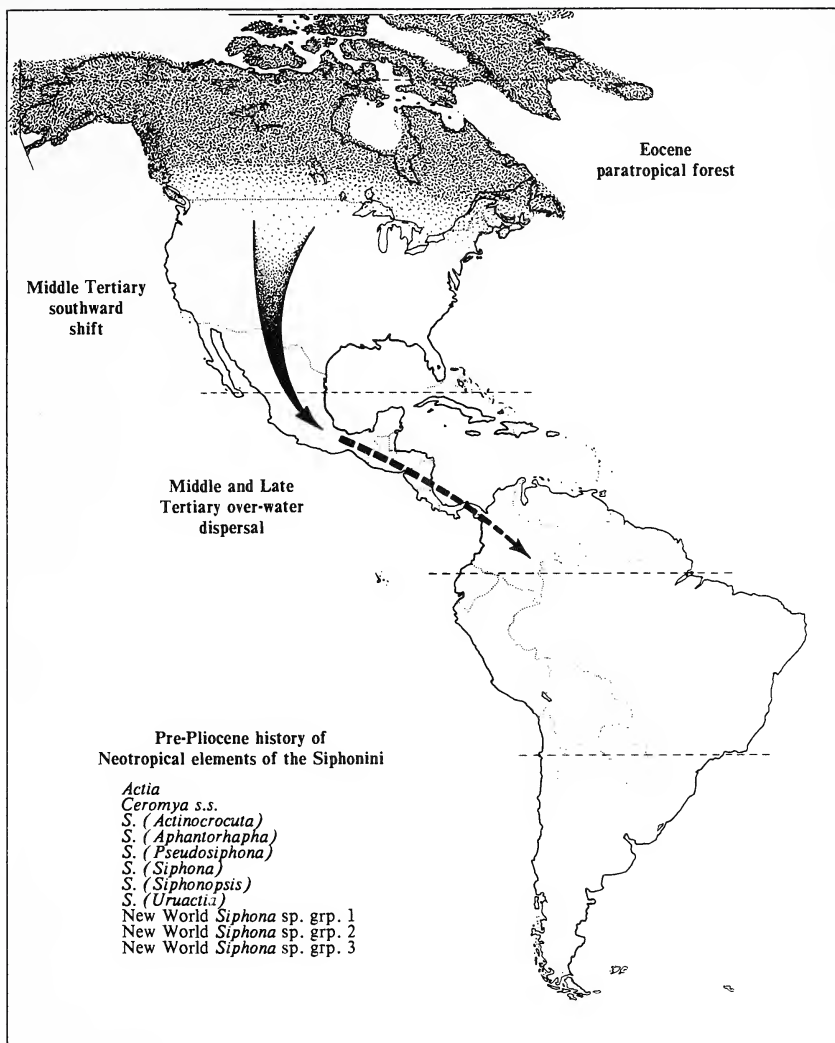 Eocene
paratropical forest
Middle Tertiary
southward
shift
Middle and Late
Tertiary over-water
dispersal
Pre-Pliocene history of
Neotropical elements of the Siphonini
Actia
Ceromya s.s.
S. (Actinocrocuta)
S. (Aphantorhapha)
S. (Pseudosiphona)
S. (Siphona)
S. (Siphonopsis)
S. (Uruactia)
New World Siphona sp. grp. 1
New World Siphona sp. grp. 2
New World Siphona sp. grp. 3